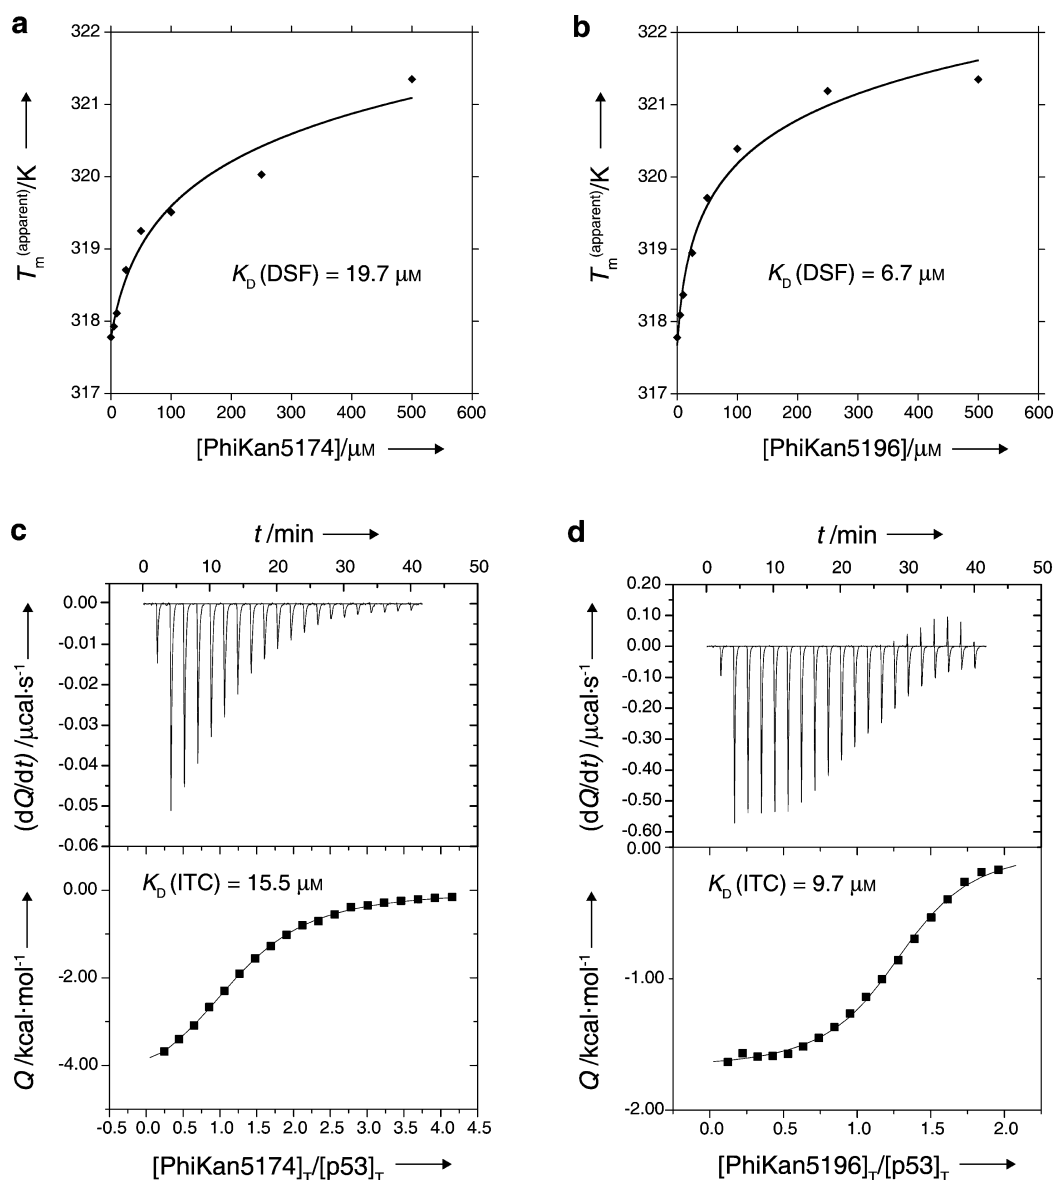 a
322
321
320
319
318
317
T_m^(apparent)/K
K_D (DSF) = 19.7 μM
0 100 200 300 400 500 600
[PhiKan5174]/μM
b
322
321
320
319
318
317
T_m^(apparent)/K
K_D (DSF) = 6.7 μM
0 100 200 300 400 500 600
[PhiKan5196]/μM
c
t /min
0 10 20 30 40 50
0.00
-0.01
-0.02
-0.03
-0.04
-0.05
-0.06
(dQ/dt) /μcal·s⁻¹
K_D (ITC) = 15.5 μM
0.00
-2.00
-4.00
Q /kcal·mol⁻¹
-0.5 0.0 0.5 1.0 1.5 2.0 2.5 3.0 3.5 4.0 4.5
[PhiKan5174]_T/[p53]_T
d
t /min
0 10 20 30 40 50
0.20
0.10
0.00
-0.10
-0.20
-0.30
-0.40
-0.50
-0.60
(dQ/dt) /μcal·s⁻¹
0.00
K_D (ITC) = 9.7 μM
-1.00
-2.00
Q /kcal·mol⁻¹
0.0 0.5 1.0 1.5 2.0
[PhiKan5196]_T/[p53]_T